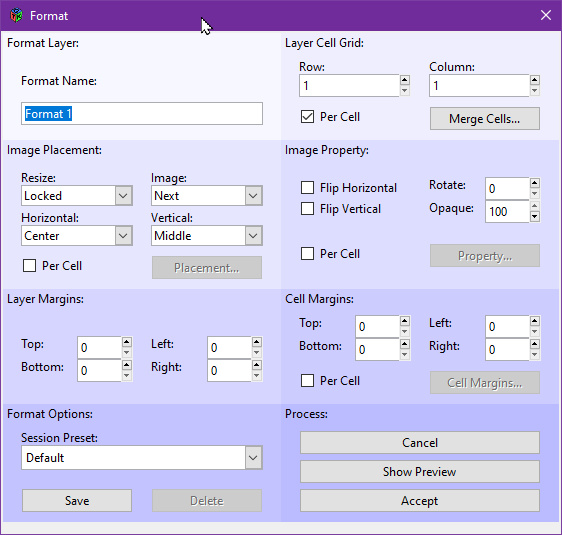 Format
Format Layer:
Format Name:
Format 1
Layer Cell Grid:
Row: Column:
1 1
Per Cell Merge Cells...
Image Placement:
Resize: Image:
Locked Next
Horizontal: Vertical:
Center Middle
Per Cell Placement...
Image Property:
Flip Horizontal Rotate: 0
Flip Vertical Opaque: 100
Per Cell Property...
Layer Margins:
Top: 0 Left: 0
Bottom: 0 Right: 0
Cell Margins:
Top: 0 Left: 0
Bottom: 0 Right: 0
Per Cell Cell Margins...
Format Options:
Session Preset:
Default
Save Delete
Process:
Cancel
Show Preview
Accept